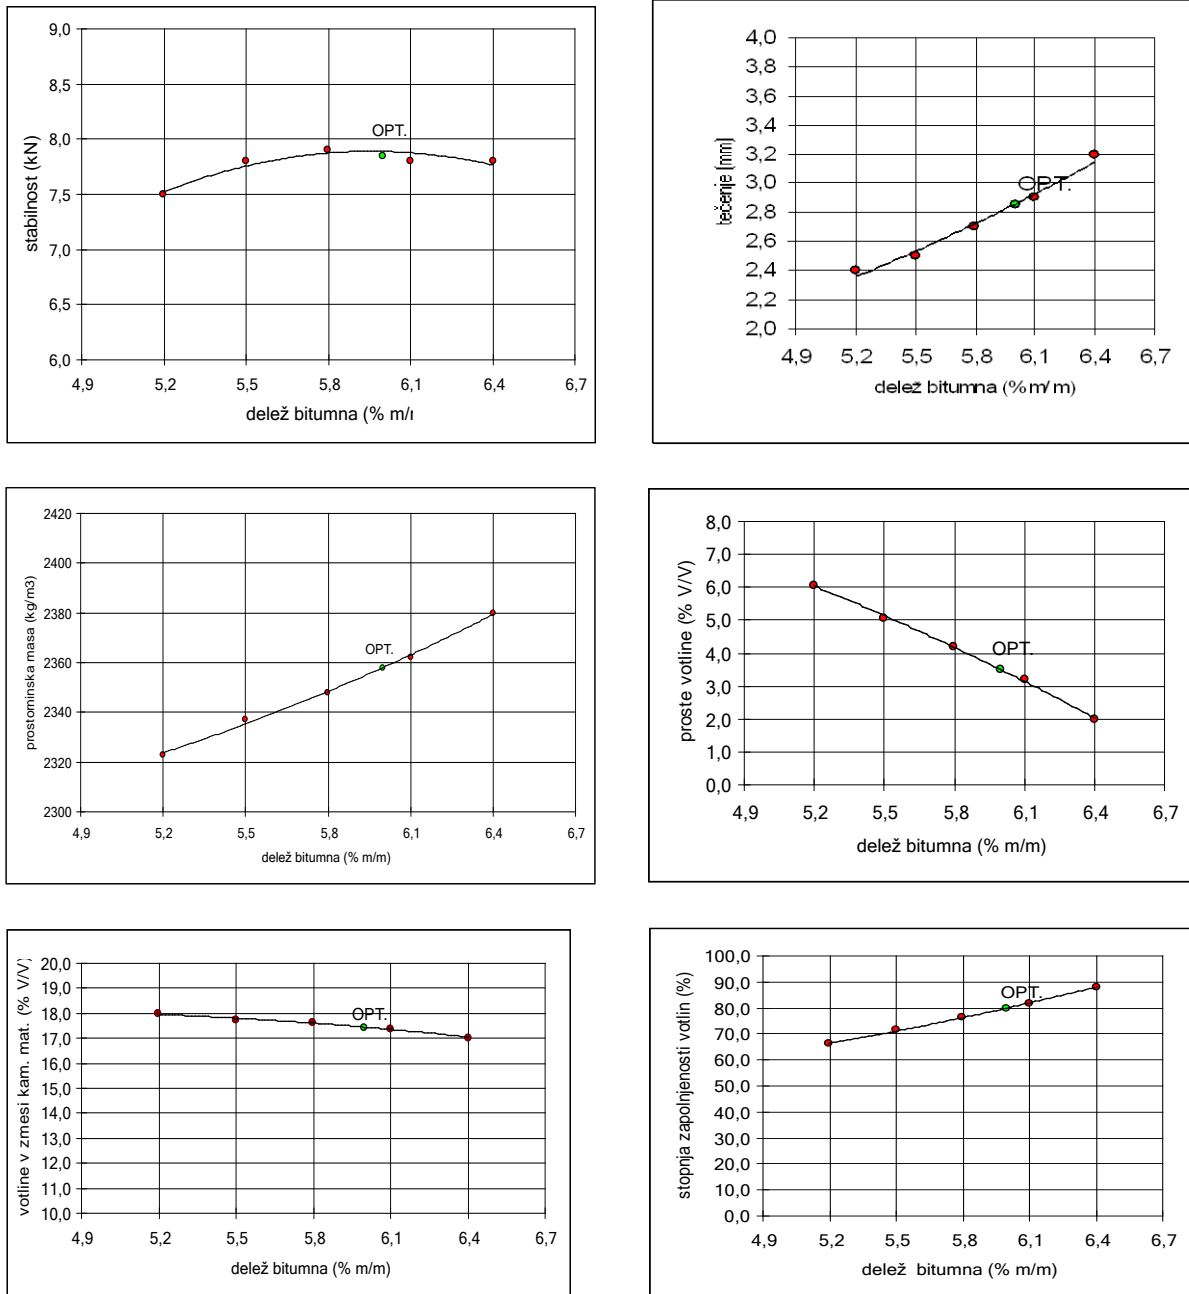 9,0
8,5
8,0
7,5
7,0
6,5
6,0
stabilnost (kN)
OPT.
4,9 5,2 5,5 5,8 6,1 6,4 6,7
delež bitumna (% m/
4,0
3,8
3,6
3,4
3,2
3,0
2,8
2,6
2,4
2,2
2,0
tečenje (mm)
OPT.
4,9 5,2 5,5 5,8 6,1 6,4 6,7
delež bitumna (% m/m)
2420
2400
2380
2360
2340
2320
2300
prostorninska masa (kg/m3)
OPT.
4,9 5,2 5,5 5,8 6,1 6,4 6,7
delež bitumna (% m/m)
8,0
7,0
6,0
5,0
4,0
3,0
2,0
1,0
0,0
proste votline (% V/V)
OPT.
4,9 5,2 5,5 5,8 6,1 6,4 6,7
delež bitumna (% m/m)
20,0
19,0
18,0
17,0
16,0
15,0
14,0
13,0
12,0
11,0
10,0
votline v zmesi kam. mat. (% V/V)
OPT.
4,9 5,2 5,5 5,8 6,1 6,4 6,7
delež bitumna (% m/m)
100,0
90,0
80,0
70,0
60,0
50,0
40,0
30,0
20,0
10,0
0,0
stopnja zapolnjenosti votlin (%)
OPT.
4,9 5,2 5,5 5,8 6,1 6,4 6,7
delež bitumna (% m/m)